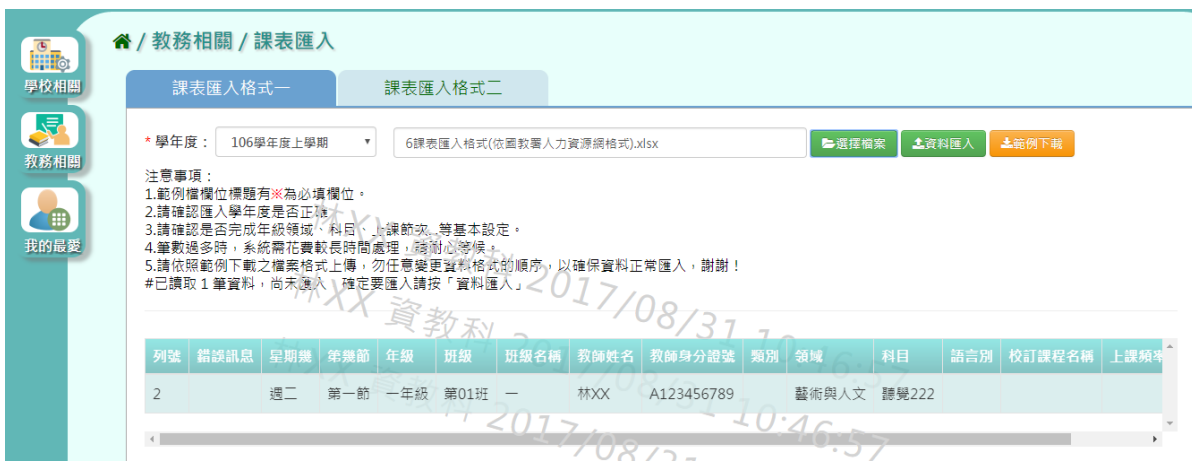 / 教務相關 / 課表匯入
學校相關
教務相關
我的最愛
課表匯入格式一
課表匯入格式二
* 學年度： 106學年度上學期 6課表匯入格式(依國教署人力資源網格式).xlsx 選擇檔案 資料匯入 範例下載
注意事項：
1.範例檔欄位標題有※為必填欄位。
2.請確認匯入學年度是否正確。
3.請確認是否完成年級領域、科目、上課節次...等基本設定。
4.筆數過多時，系統需花費較長時間處理，請耐心等候。
5.請依照範例下載之檔案格式上傳，勿任意變更資料格式的順序，以確保資料正常匯入，謝謝！
#已讀取 1 筆資料，尚未匯入，確定要匯入請按「資料匯入」
列號 錯誤訊息 星期幾 弟幾節 年級 班級 班級名稱 教師姓名 教師身分證號 類別 領域 科目 語言別 校訂課程名稱 上課頻率
2 週二 第一節 一年級 第01班 一 林XX A123456789 藝術與人文 聽覺222
林XX 資教科 2017/08/31 10:46:57
林XX 資教科 2017/08/31 10:46:57